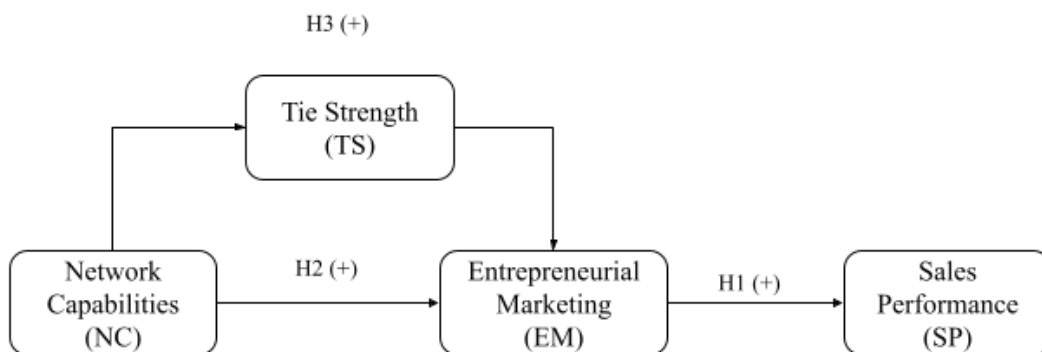 H3 (+)
Tie Strength
(TS)
Network
Capabilities
(NC)
H2 (+)
Entrepreneurial
Marketing
(EM)
H1 (+)
Sales
Performance
(SP)